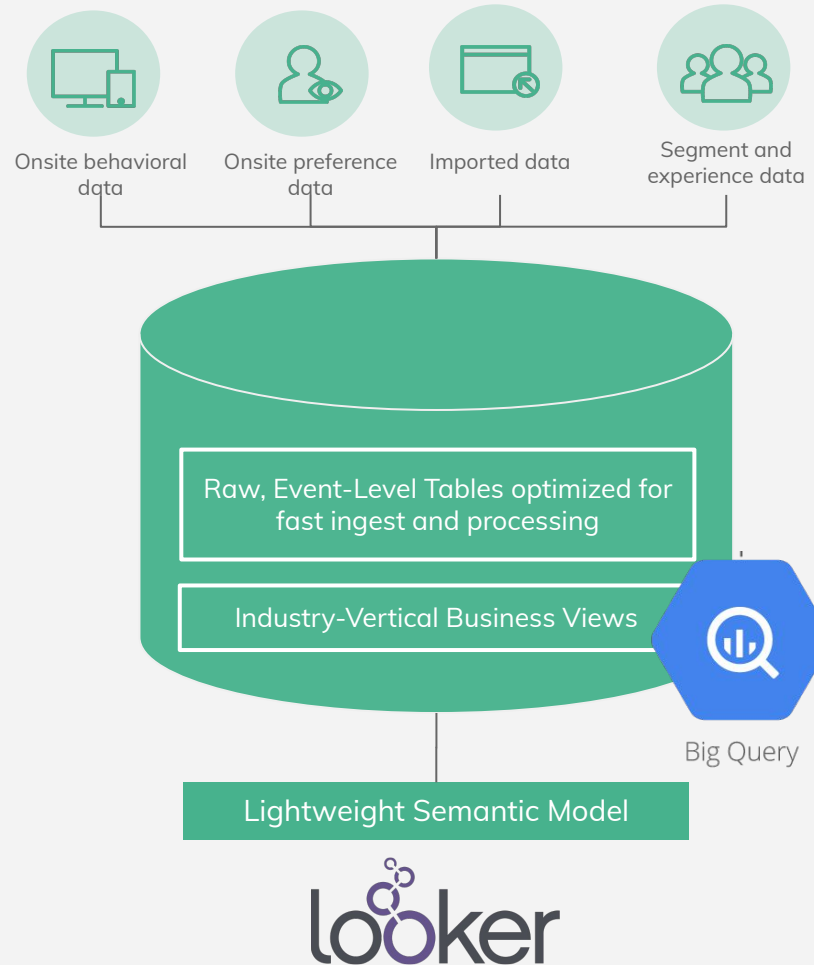 Onsite behavioral
data
Onsite preference
data
Imported data
Segment and
experience data
Raw, Event-Level Tables optimized for
fast ingest and processing
Industry-Vertical Business Views
Big Query
Lightweight Semantic Model
looker